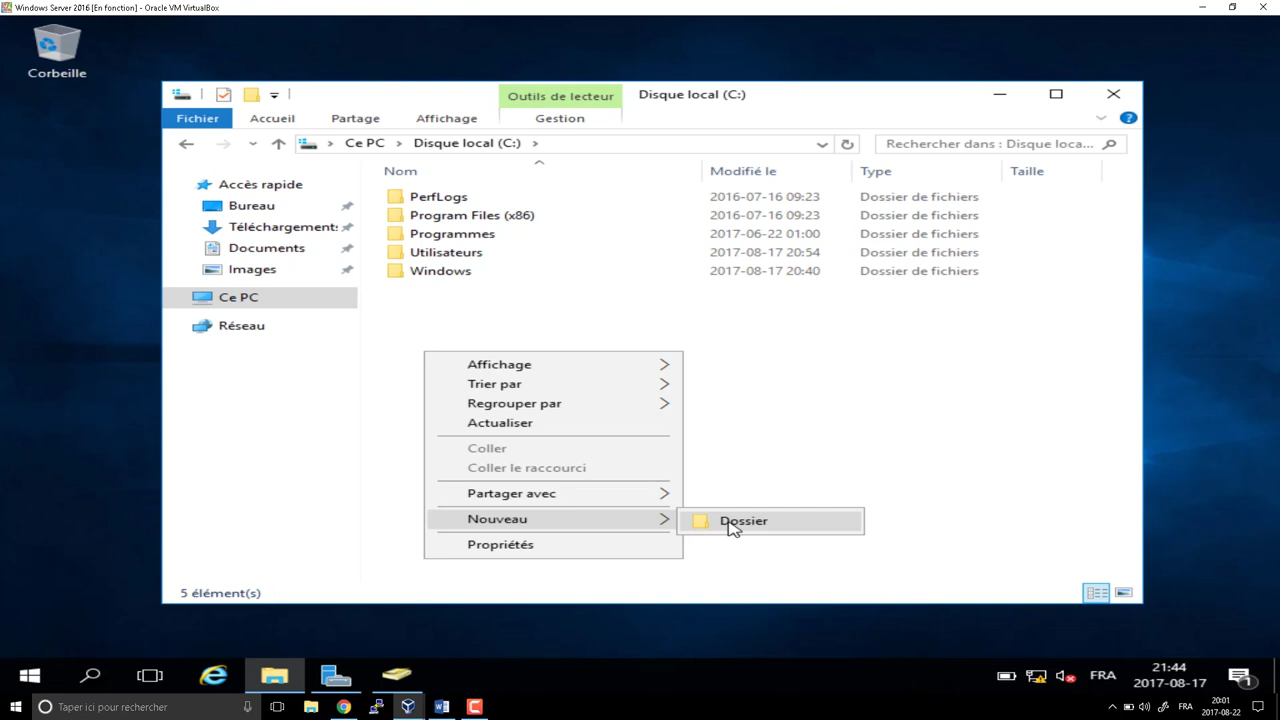 Windows Server 2016 [En fonction] - Oracle VM VirtualBox
Corbeille
Outils de lecteur
Disque local (C:)
Fichier Accueil Partage Affichage Gestion
Ce PC > Disque local (C:) >
Rechercher dans : Disque loca...
Nom Modifié le Type Taille
Accès rapide
Bureau
Téléchargement:
Documents
Images
Ce PC
Réseau
PerfLogs 2016-07-16 09:23 Dossier de fichiers
Program Files (x86) 2016-07-16 09:23 Dossier de fichiers
Programmes 2017-06-22 01:00 Dossier de fichiers
Utilisateurs 2017-08-17 20:54 Dossier de fichiers
Windows 2017-08-17 20:40 Dossier de fichiers
Affichage
Trier par
Regrouper par
Actualiser
Coller
Coller le raccourci
Partager avec
Nouveau
Dossier
Propriétés
5 élément(s)
FRA
21:44
2017-08-17
1
Taper ici pour rechercher
FRA
20:01
2017-08-22